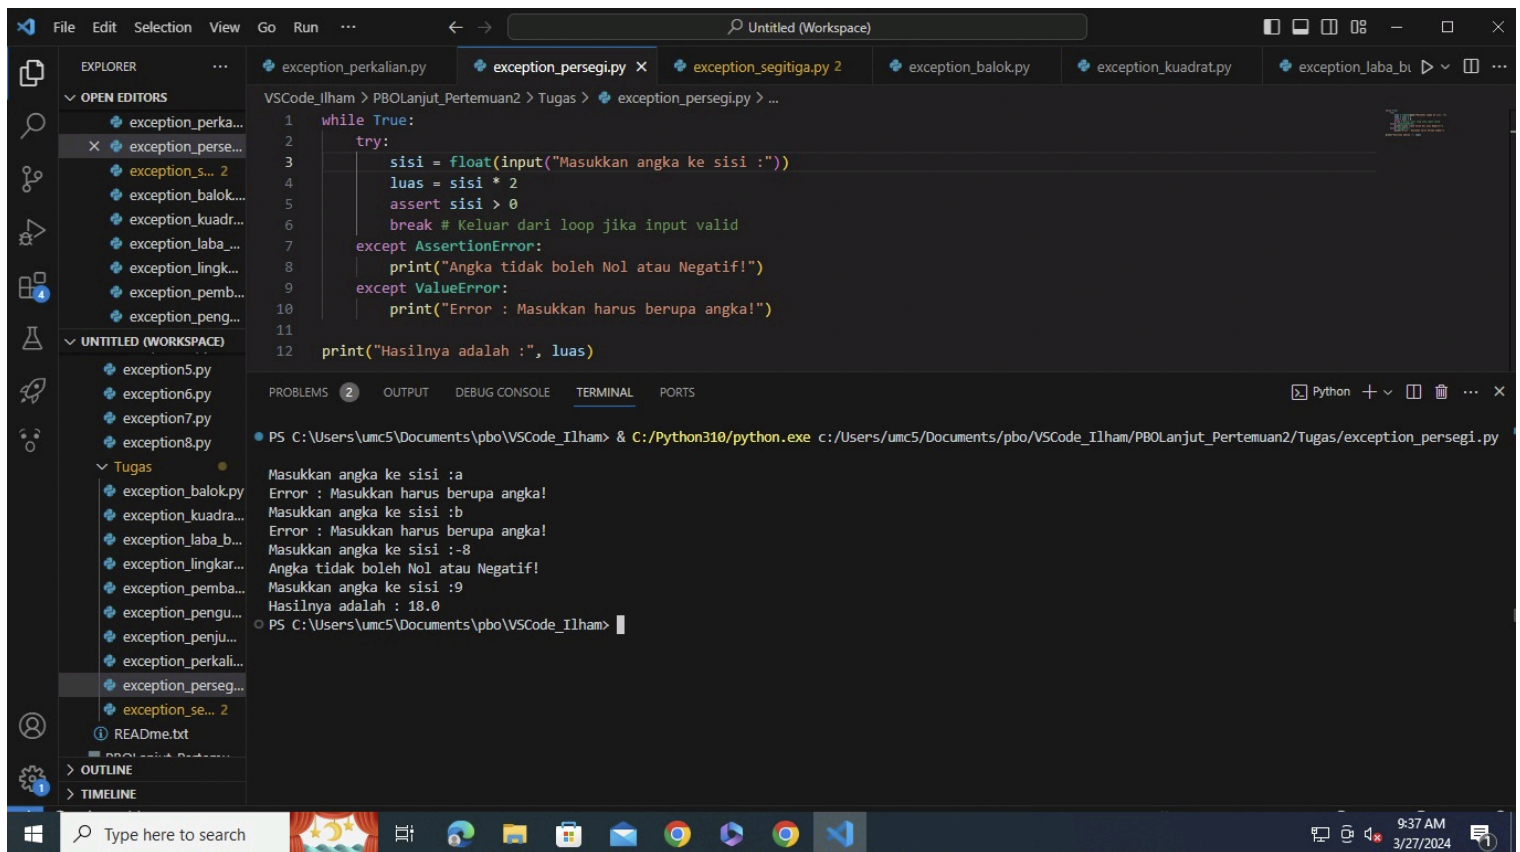 File Edit Selection View Go Run ···
Untitled (Workspace)
EXPLORER ···
exception_perkalian.py
exception_persegi.py
exception_segitiga.py 2
exception_balok.py
exception_kuadrat.py
exception_laba_bu
OPEN EDITORS
exception_perka...
exception_perse...
exception_s... 2
exception_balok....
exception_kuadr...
exception_laba_...
exception_lingk...
exception_pemb...
exception_peng...
UNTITLED (WORKSPACE)
exception5.py
exception6.py
exception7.py
exception8.py
Tugas
exception_balok.py
exception_kuadra...
exception_laba_b...
exception_lingkar...
exception_pemba...
exception_pengu...
exception_penju...
exception_perkali...
exception_perseg...
exception_se... 2
READme.txt
OUTLINE
TIMELINE
4
1
VSCode_Ilham > PBOLanjut_Pertemuan2 > Tugas > exception_persegi.py > ...
1 while True:
2 try:
3 sisi = float(input("Masukkan angka ke sisi :"))
4 luas = sisi * 2
5 assert sisi > 0
6 break # Keluar dari loop jika input valid
7 except AssertionError:
8 print("Angka tidak boleh Nol atau Negatif!")
9 except ValueError:
10 print("Error : Masukkan harus berupa angka!")
11
12 print("Hasilnya adalah :", luas)
PROBLEMS 2 OUTPUT DEBUG CONSOLE TERMINAL PORTS
Python
PS C:\Users\umc5\Documents\pbo\VSCode_Ilham> & C:/Python310/python.exe c:/Users/umc5/Documents/pbo/VSCode_Ilham/PBOLanjut_Pertemuan2/Tugas/exception_persegi.py
Masukkan angka ke sisi :a
Error : Masukkan harus berupa angka!
Masukkan angka ke sisi :b
Error : Masukkan harus berupa angka!
Masukkan angka ke sisi :-8
Angka tidak boleh Nol atau Negatif!
Masukkan angka ke sisi :9
Hasilnya adalah : 18.0
PS C:\Users\umc5\Documents\pbo\VSCode_Ilham>
Type here to search
9:37 AM
3/27/2024
1